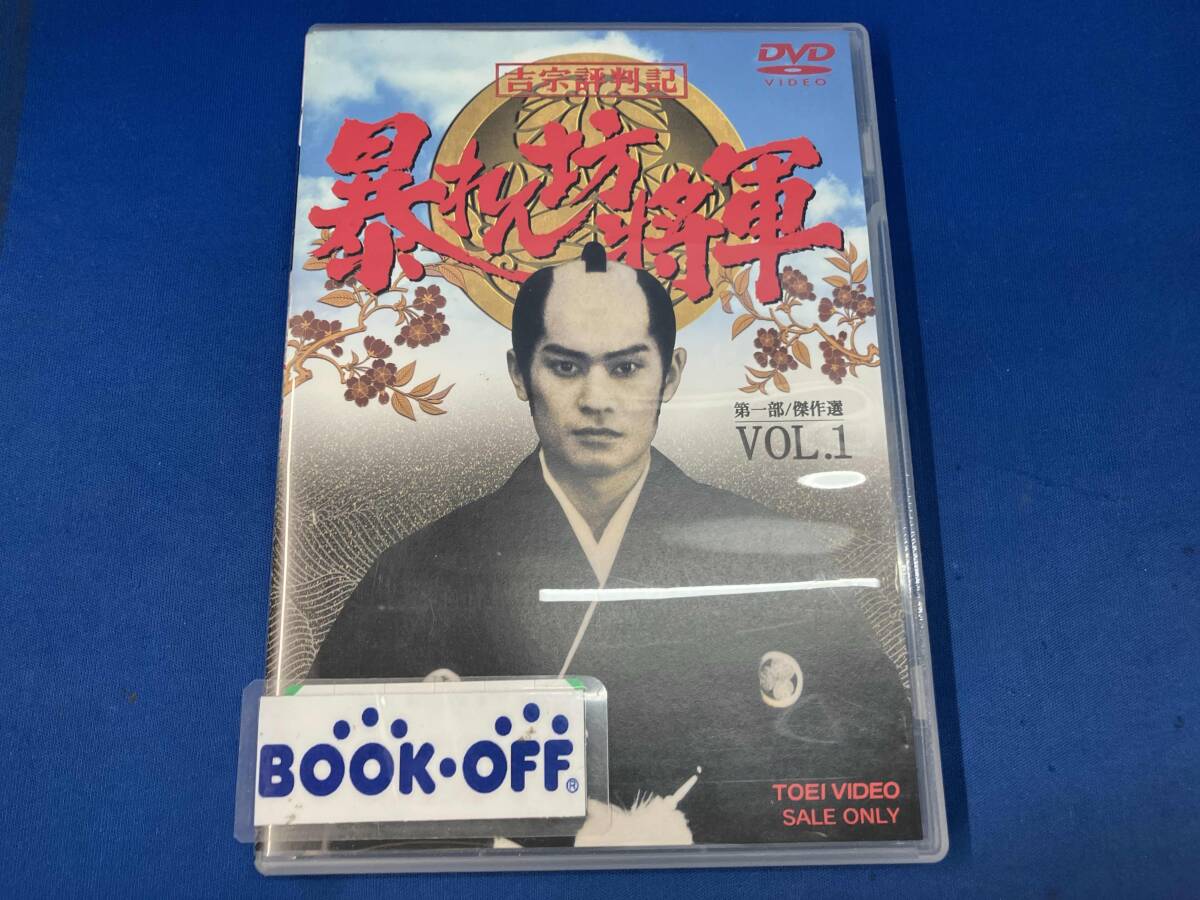 DVD
VIDEO
吉宗評判記
暴れん坊将軍
第一部/傑作選
VOL.1
BOOK・OFF®
TOEI VIDEO
SALE ONLY